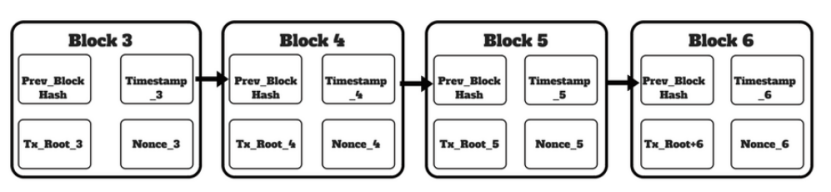 Block 3
Prev_Block
Hash
Timestamp
_3
Tx_Root_3
Nonce_3
Block 4
Prev_Block
Hash
Timestamp
_4
Tx_Root_4
Nonce_4
Block 5
Prev_Block
Hash
Timestamp
_5
Tx_Root_5
Nonce_5
Block 6
Prev_Block
Hash
Timestamp
_6
Tx_Root+6
Nonce_6